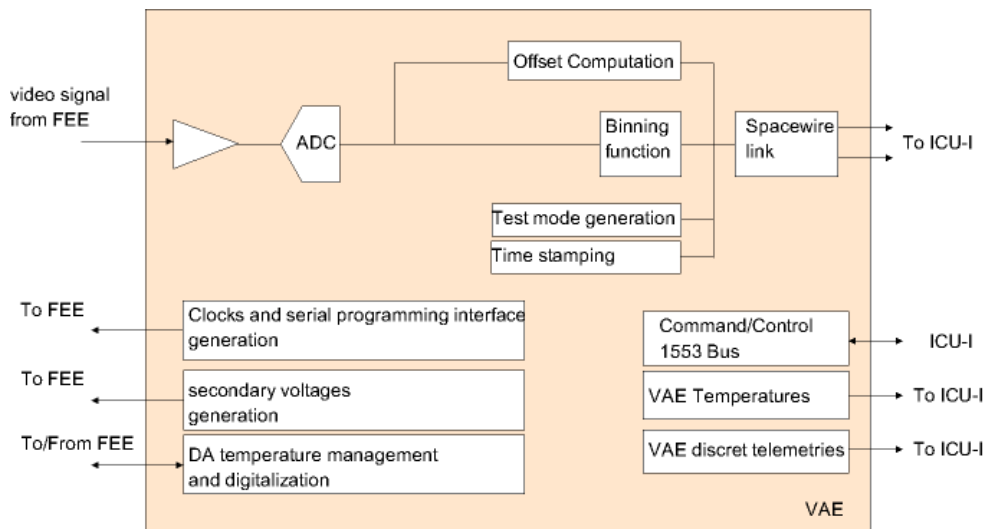 Offset Computation
video signal
from FEE
ADC
Binning
function
Spacewire
link
To ICU-I
Test mode generation
Time stamping
To FEE
Clocks and serial programming interface
generation
Command/Control
1553 Bus
ICU-I
To FEE
secondary voltages
generation
VAE Temperatures
To ICU-I
To/From FEE
DA temperature management
and digitalization
VAE discret telemetries
To ICU-I
VAE